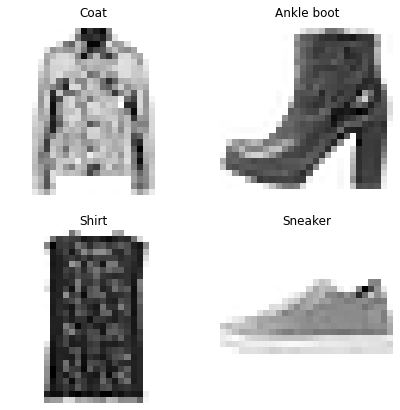 Coat
Ankle boot
Shirt
Sneaker